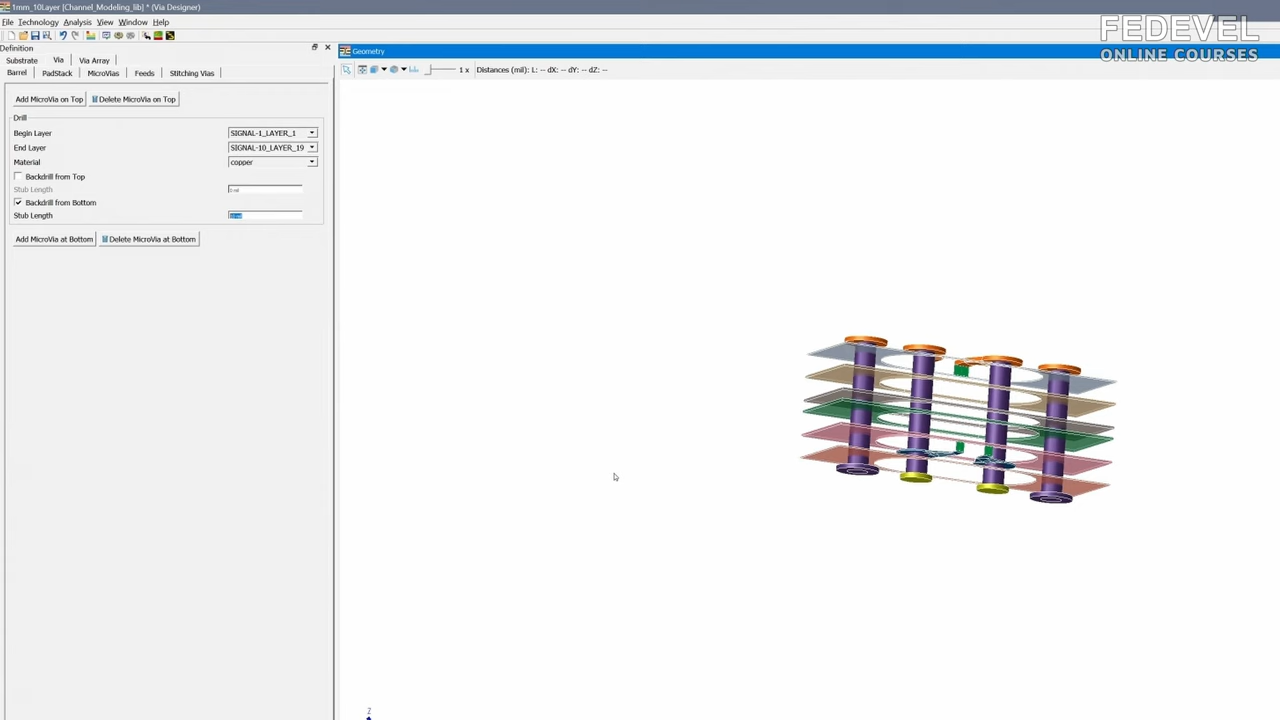 1mm_10Layer [Channel_Modeling_lib] * (Via Designer)
File Technology Analysis View Window Help
FEDEVEL
ONLINE COURSES
Definition
Geometry
Substrate Via Via Array
Barrel PadStack MicroVias Feeds Stitching Vias
1 x Distances (mil): L: -- dX: -- dY: -- dZ: --
Add MicroVia on Top Delete MicroVia on Top
Drill
Begin Layer SIGNAL-1_LAYER_1
End Layer SIGNAL-10_LAYER_19
Material copper
Backdrill from Top
Stub Length 0 mil
Backdrill from Bottom
Stub Length
Add MicroVia at Bottom Delete MicroVia at Bottom
Z